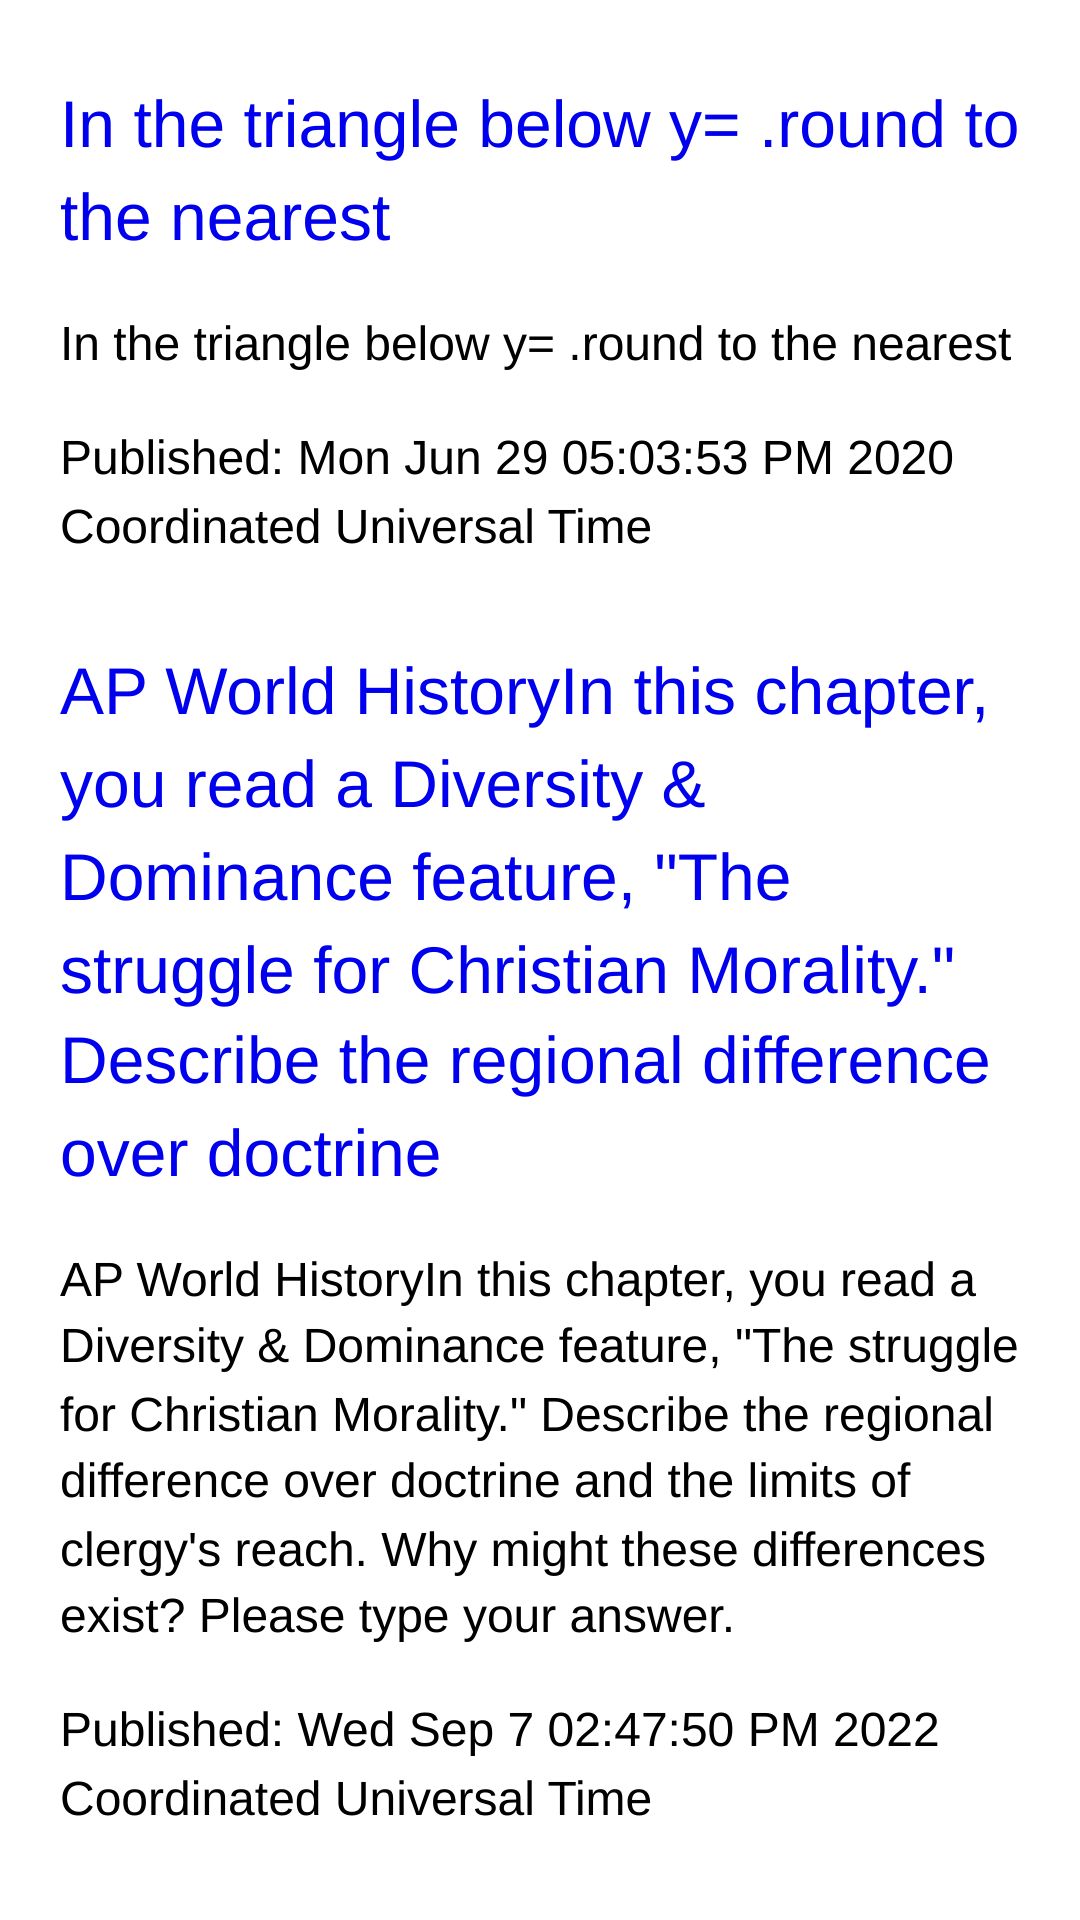 In the triangle below y= .round to
the nearest
In the triangle below y= .round to the nearest
Published: Mon Jun 29 05:03:53 PM 2020
Coordinated Universal Time
AP World HistoryIn this chapter,
you read a Diversity &
Dominance feature, "The
struggle for Christian Morality."
Describe the regional difference
over doctrine
AP World HistoryIn this chapter, you read a
Diversity & Dominance feature, "The struggle
for Christian Morality." Describe the regional
difference over doctrine and the limits of
clergy's reach. Why might these differences
exist? Please type your answer.
Published: Wed Sep 7 02:47:50 PM 2022
Coordinated Universal Time